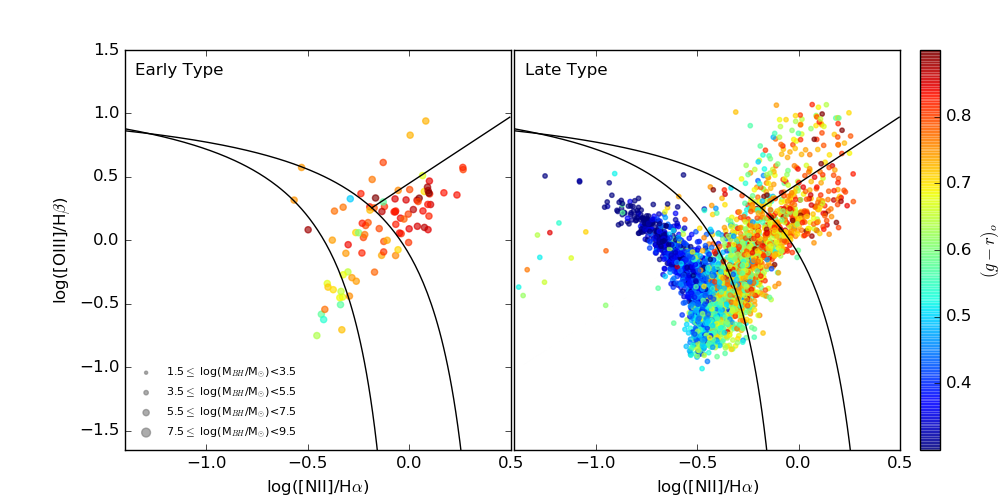 Early Type
Late Type
1.5
1.0
0.5
0.0
−0.5
−1.0
−1.5
log([OIII]/Hβ)
1.5≤ log(M_BH/M_⊙)<3.5
3.5≤ log(M_BH/M_⊙)<5.5
5.5≤ log(M_BH/M_⊙)<7.5
7.5≤ log(M_BH/M_⊙)<9.5
−1.0 −0.5 0.0 0.5 −1.0 −0.5 0.0 0.5
log([NII]/Hα)
log([NII]/Hα)
0.8
0.7
0.6
0.5
0.4
(g − r)_o